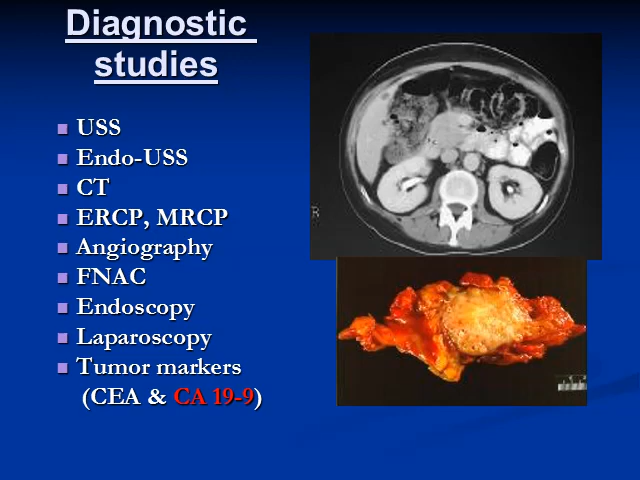 Diagnostic
studies
USS
Endo-USS
CT
ERCP, MRCP
Angiography
FNAC
Endoscopy
Laparoscopy
Tumor markers
(CEA & CA 19-9)
R